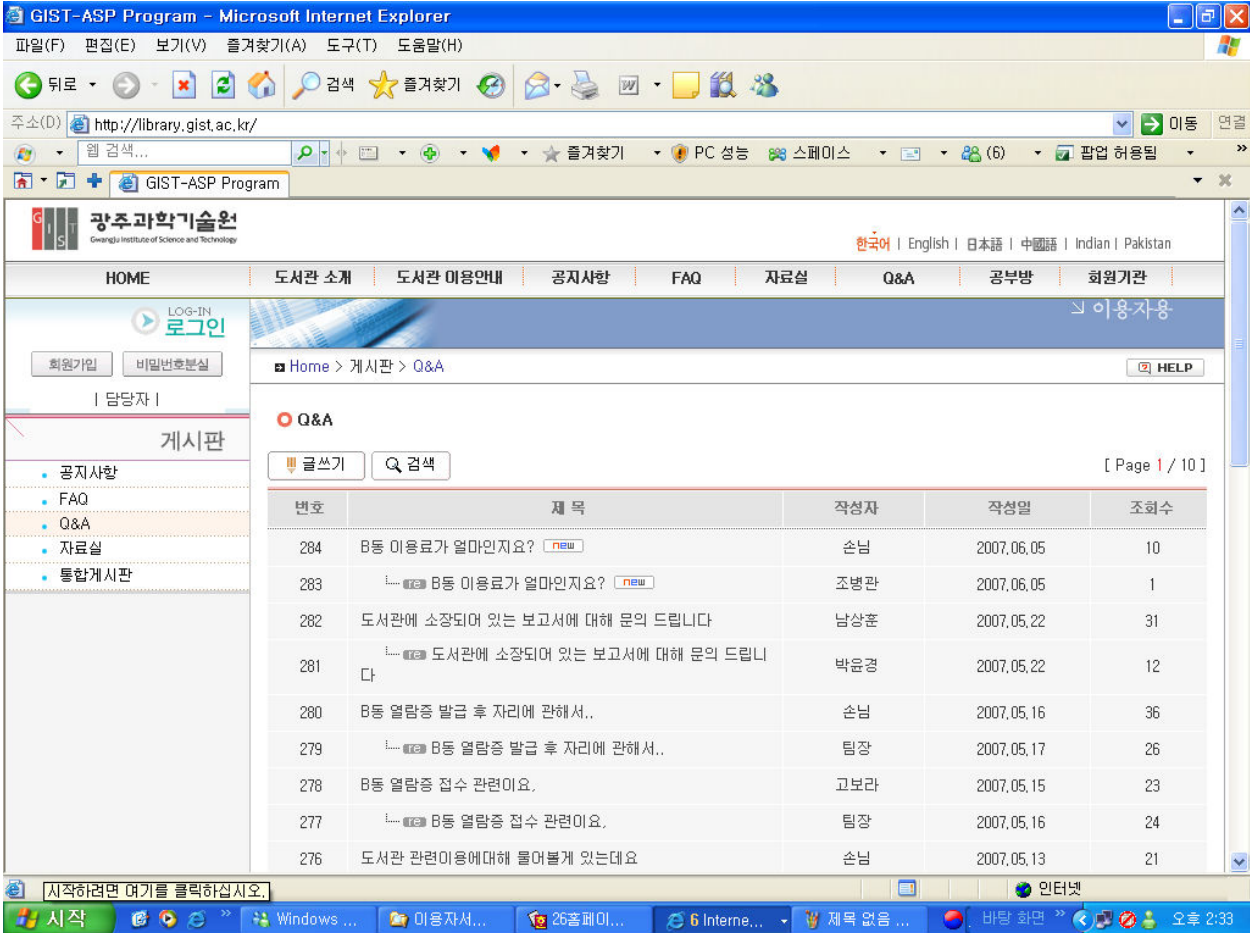 GIST-ASP Program - Microsoft Internet Explorer
파일(F) 편집(E) 보기(V) 즐겨찾기(A) 도구(T) 도움말(H)
뒤로 검색 즐겨찾기
주소(D) http://library.gist.ac.kr/ 이동 연결
웹 검색... 즐겨찾기 PC 성능 스페이스 (6) 팝업 허용됨 »
GIST-ASP Program
GIST 광주과학기술원
Gwangju Institute of Science and Technology
한국어 | English | 日本語 | 中國語 | Indian | Pakistan
HOME 도서관 소개 도서관 이용안내 공지사항 FAQ 자료실 Q&A 공부방 회원기관
LOG-IN
로그인
이용자용
회원가입 비밀번호분실
Home > 게시판 > Q&A
HELP
| 담당자 |
Q&A
게시판
글쓰기 검색 [ Page 1 / 10 ]
공지사항
FAQ
Q&A
자료실
통합게시판
번호 제 목 작성자 작성일 조회수
284 B동 이용료가 얼마인지요? new 손님 2007.06.05 10
283 re B동 이용료가 얼마인지요? new 조병관 2007.06.05 1
282 도서관에 소장되어 있는 보고서에 대해 문의 드립니다 남상훈 2007.05.22 31
281 re 도서관에 소장되어 있는 보고서에 대해 문의 드립니 박윤경 2007.05.22 12
다
280 B동 열람증 발급 후 자리에 관해서.. 손님 2007.05.16 36
279 re B동 열람증 발급 후 자리에 관해서.. 팀장 2007.05.17 26
278 B동 열람증 접수 관련이요. 고보라 2007.05.15 23
277 re B동 열람증 접수 관련이요. 팀장 2007.05.16 24
276 도서관 관련이용에대해 물어볼게 있는데요 손님 2007.05.13 21
시작하려면 여기를 클릭하십시오. 인터넷
시작 » Windows ... 이용자서... 26홈페이... 6 Interne... 제목 없음 ... 바탕 화면 » 오후 2:33